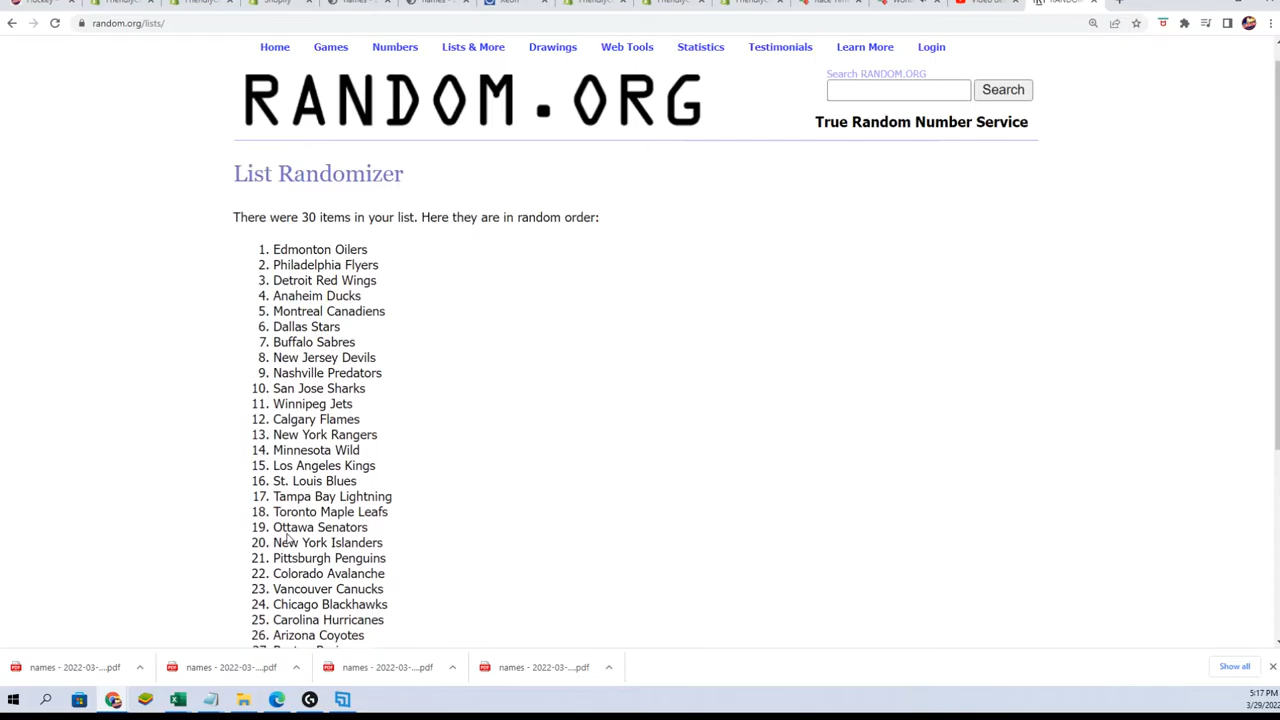 random.org/lists/
Home Games Numbers Lists & More Drawings Web Tools Statistics Testimonials Learn More Login
RANDOM.ORG
Search RANDOM.ORG
Search
True Random Number Service
List Randomizer
There were 30 items in your list. Here they are in random order:
1. Edmonton Oilers
2. Philadelphia Flyers
3. Detroit Red Wings
4. Anaheim Ducks
5. Montreal Canadiens
6. Dallas Stars
7. Buffalo Sabres
8. New Jersey Devils
9. Nashville Predators
10. San Jose Sharks
11. Winnipeg Jets
12. Calgary Flames
13. New York Rangers
14. Minnesota Wild
15. Los Angeles Kings
16. St. Louis Blues
17. Tampa Bay Lightning
18. Toronto Maple Leafs
19. Ottawa Senators
20. New York Islanders
21. Pittsburgh Penguins
22. Colorado Avalanche
23. Vancouver Canucks
24. Chicago Blackhawks
25. Carolina Hurricanes
26. Arizona Coyotes
names - 2022-03-....pdf names - 2022-03-....pdf names - 2022-03-....pdf names - 2022-03-....pdf Show all
5:17 PM
3/29/2022